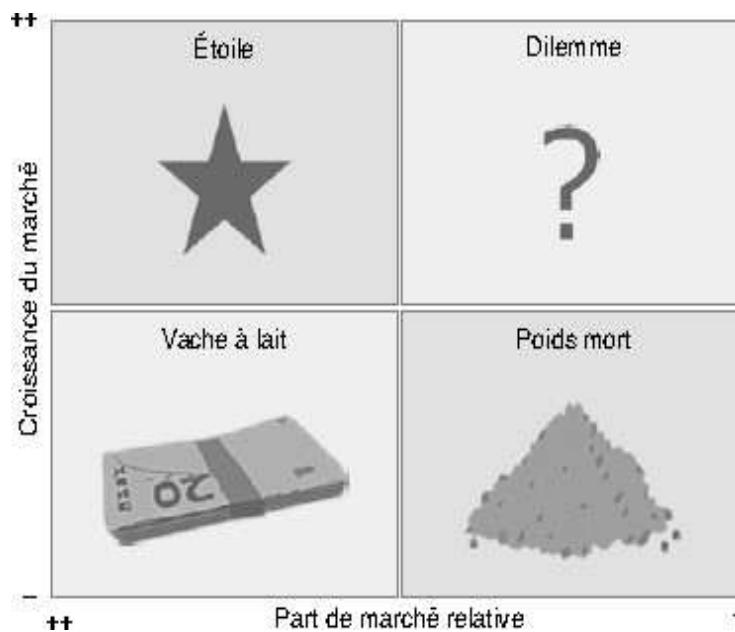 ++
Étoile
Dilemme
?
Croissance du marché
Vache à lait
Poids mort
20
–
++
Part de marché relative